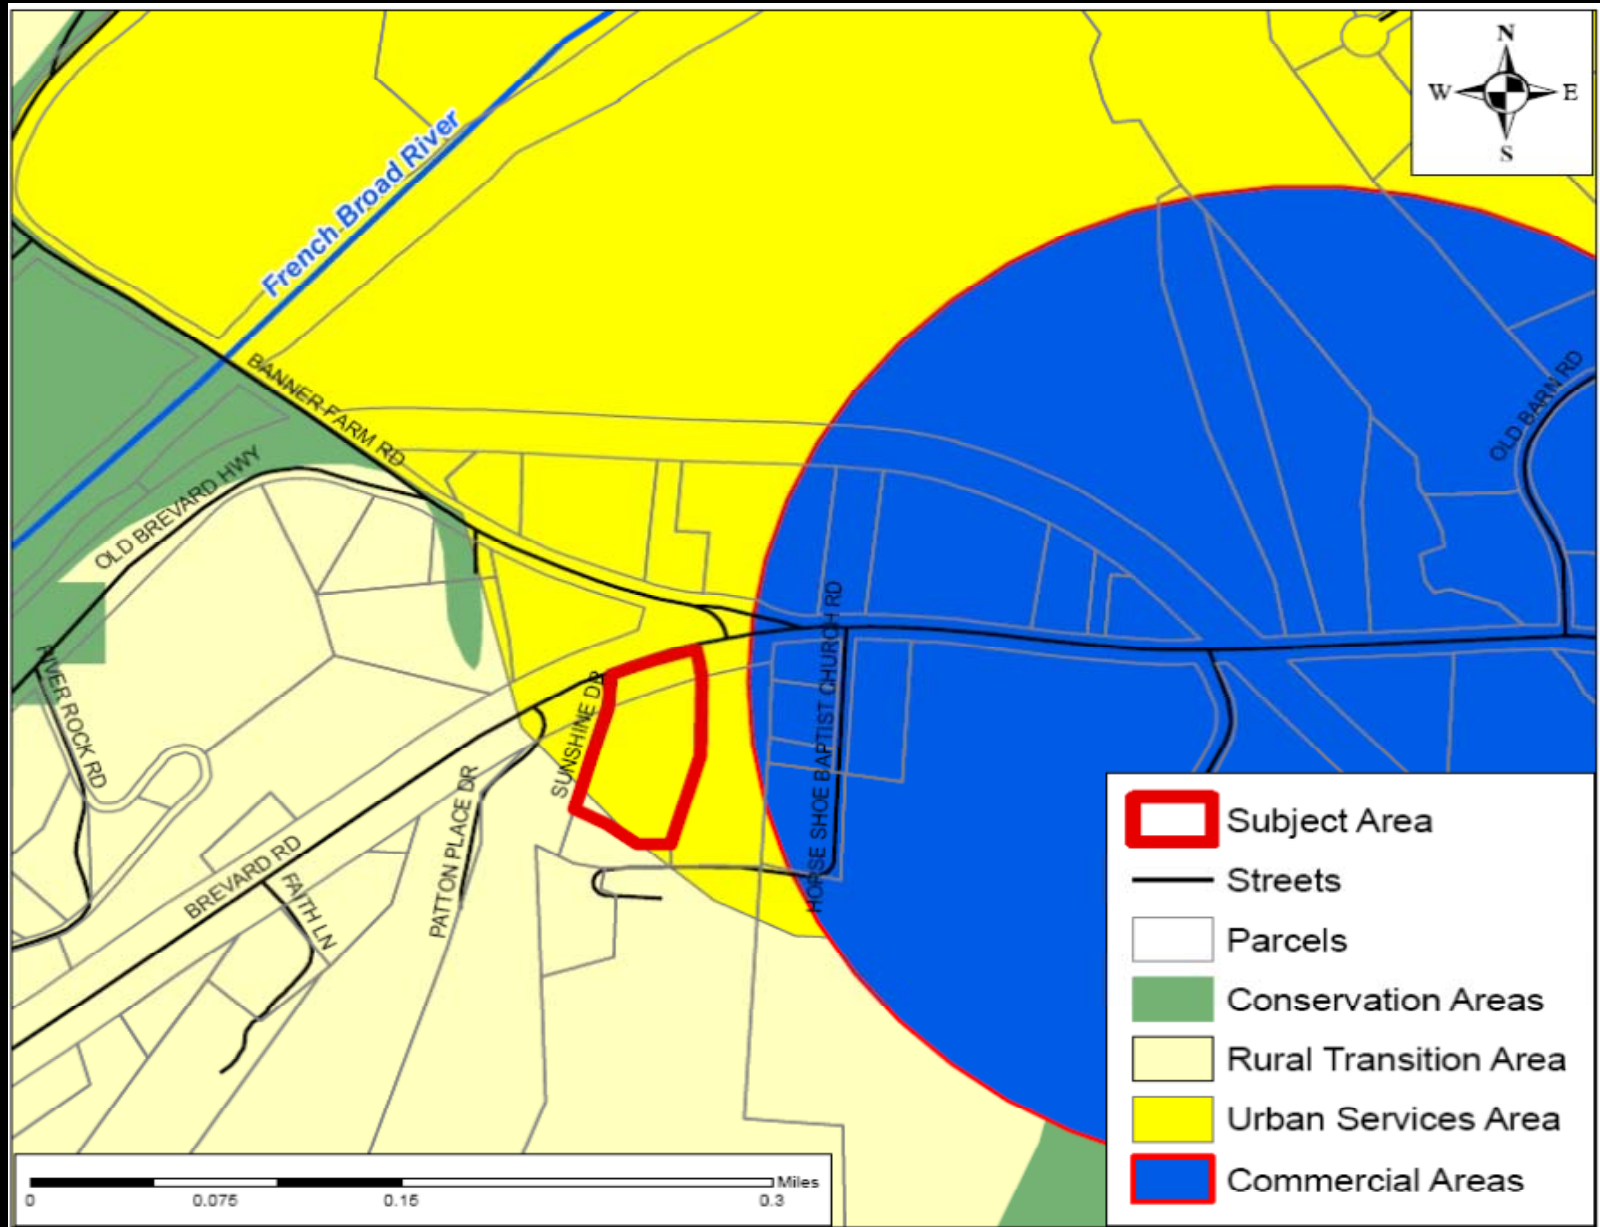 N
W E
S
French Broad River
BANNER FARM RD
OLD BREVARD HWY
OLD BARN RD
RIVER ROCK RD
SUNSHINE DR
HORSE SHOE BAPTIST CHURCH RD
PATTON PLACE DR
BREVARD RD
FAITH LN
Subject Area
Streets
Parcels
Conservation Areas
Rural Transition Area
Urban Services Area
Commercial Areas
Miles
0 0.075 0.15 0.3